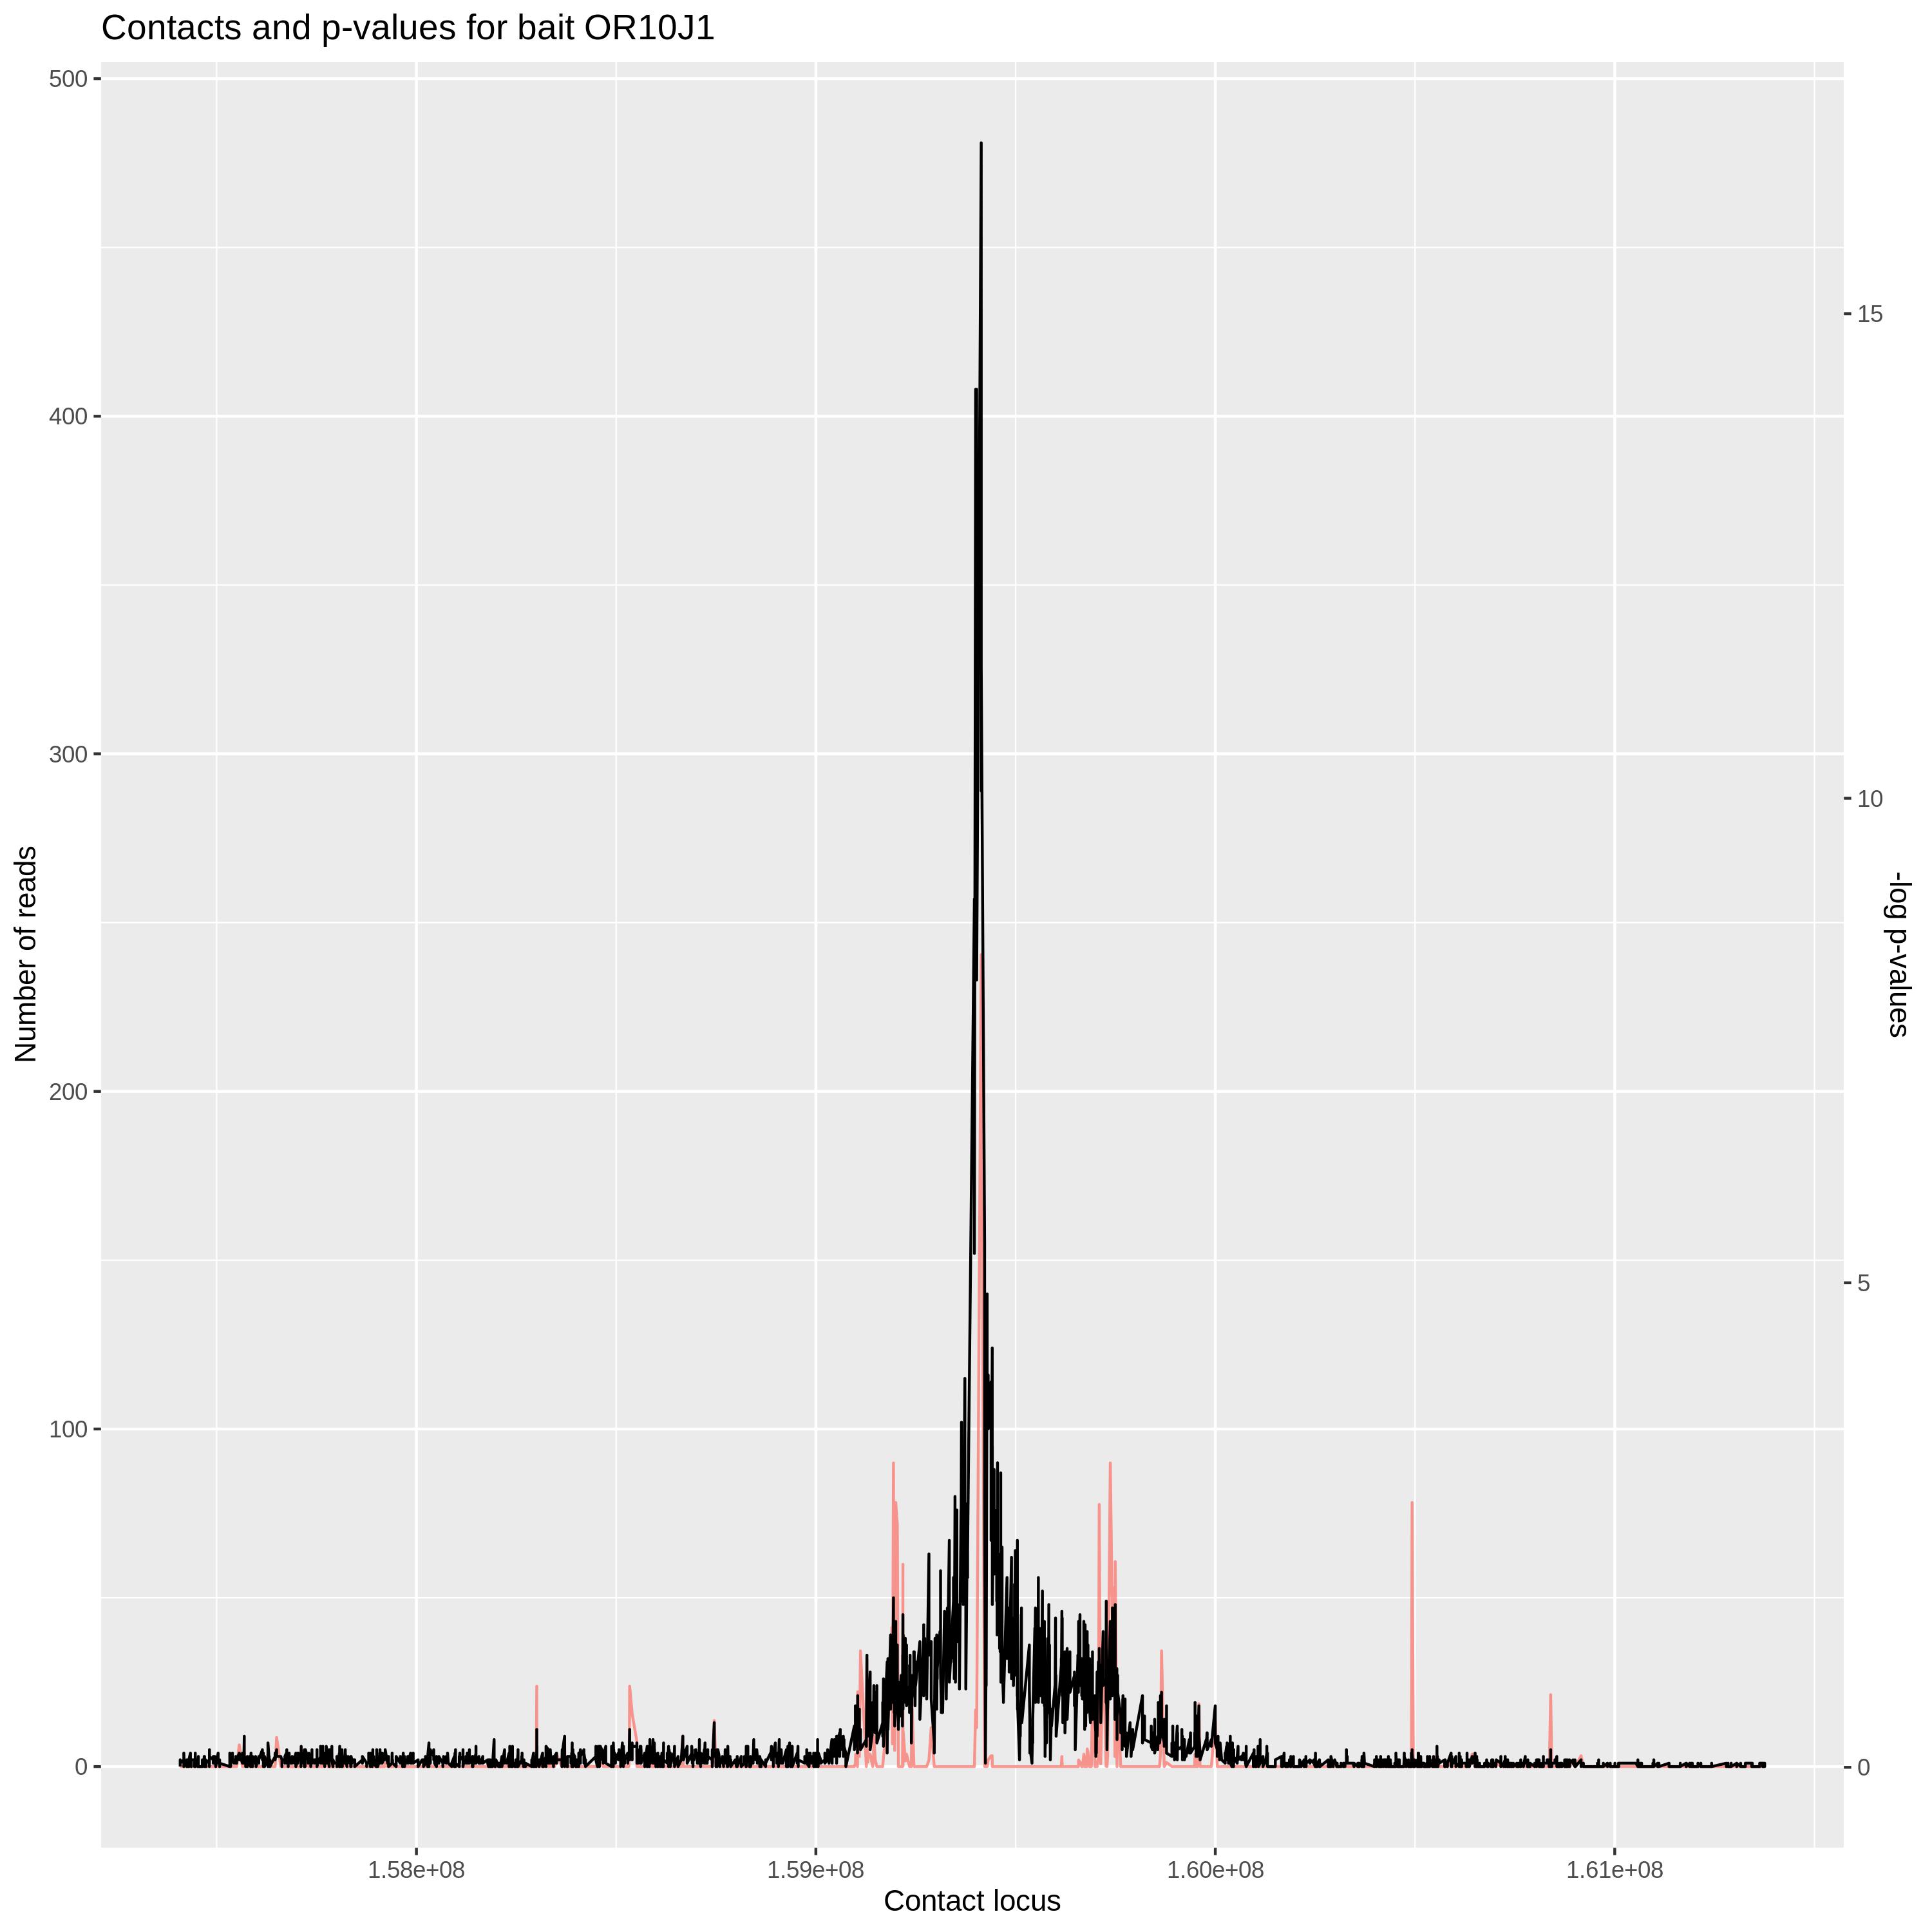 Contacts and p-values for bait OR10J1
500
400
300
200
100
0
Number of reads
15
10
5
0
-log p-values
1.58e+08
1.59e+08
1.60e+08
1.61e+08
Contact locus